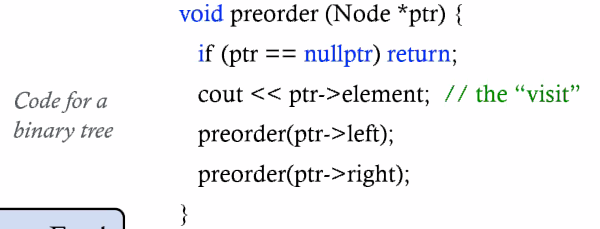 void preorder (Node *ptr) {
if (ptr == nullptr) return;
Code for a
binary tree
cout << ptr->element; // the “visit”
preorder(ptr->left);
preorder(ptr->right);
}